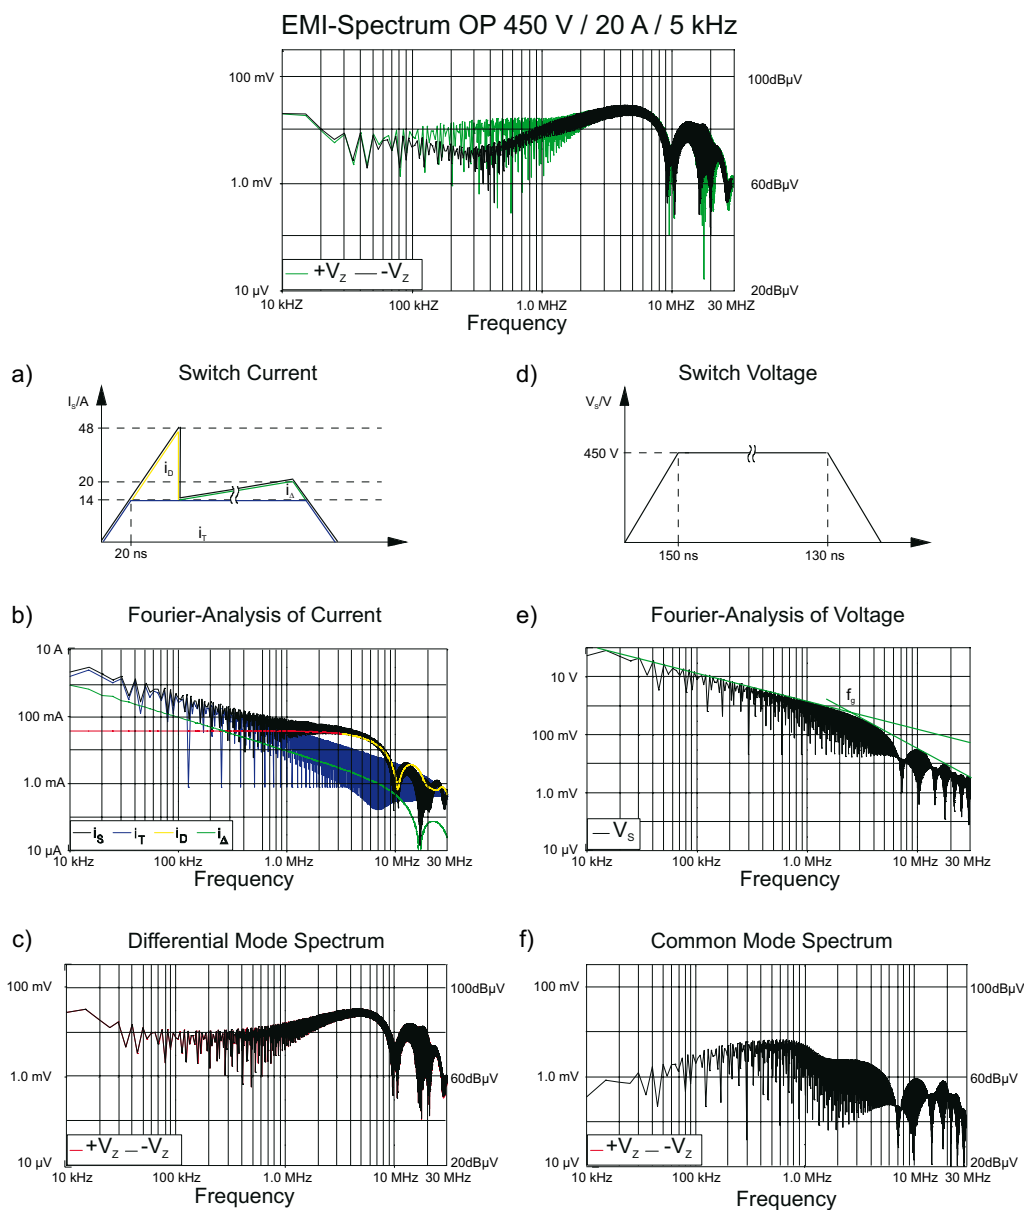 EMI-Spectrum OP 450 V / 20 A / 5 kHz
100 mV
1.0 mV
10 µV
100dBµV
60dBµV
20dBµV
+VZ -VZ
10 kHZ 100 kHZ 1.0 MHZ 10 MHZ 30 MHZ
Frequency
a) Switch Current
IS/A
48
20
14
iD
iΔ
iT
20 ns
d) Switch Voltage
VS/V
450 V
150 ns 130 ns
b) Fourier-Analysis of Current
10 A
100 mA
1.0 mA
10 µA
iS iT iD iΔ
10 kHZ 100 kHZ 1.0 MHZ 10 MHZ 30 MHZ
Frequency
e) Fourier-Analysis of Voltage
10 V
100 mV
1.0 mV
10 µV
fg
VS
10 kHZ 100 kHZ 1.0 MHZ 10 MHZ 30 MHZ
Frequency
c) Differential Mode Spectrum
100 mV
1.0 mV
10 µV
100dBµV
60dBµV
20dBµV
+VZ -VZ
10 kHZ 100 kHZ 1.0 MHZ 10 MHZ 30 MHZ
Frequency
f) Common Mode Spectrum
100 mV
1.0 mV
10 µV
100dBµV
60dBµV
20dBµV
+VZ -VZ
10 kHZ 100 kHZ 1.0 MHZ 10 MHZ 30 MHZ
Frequency